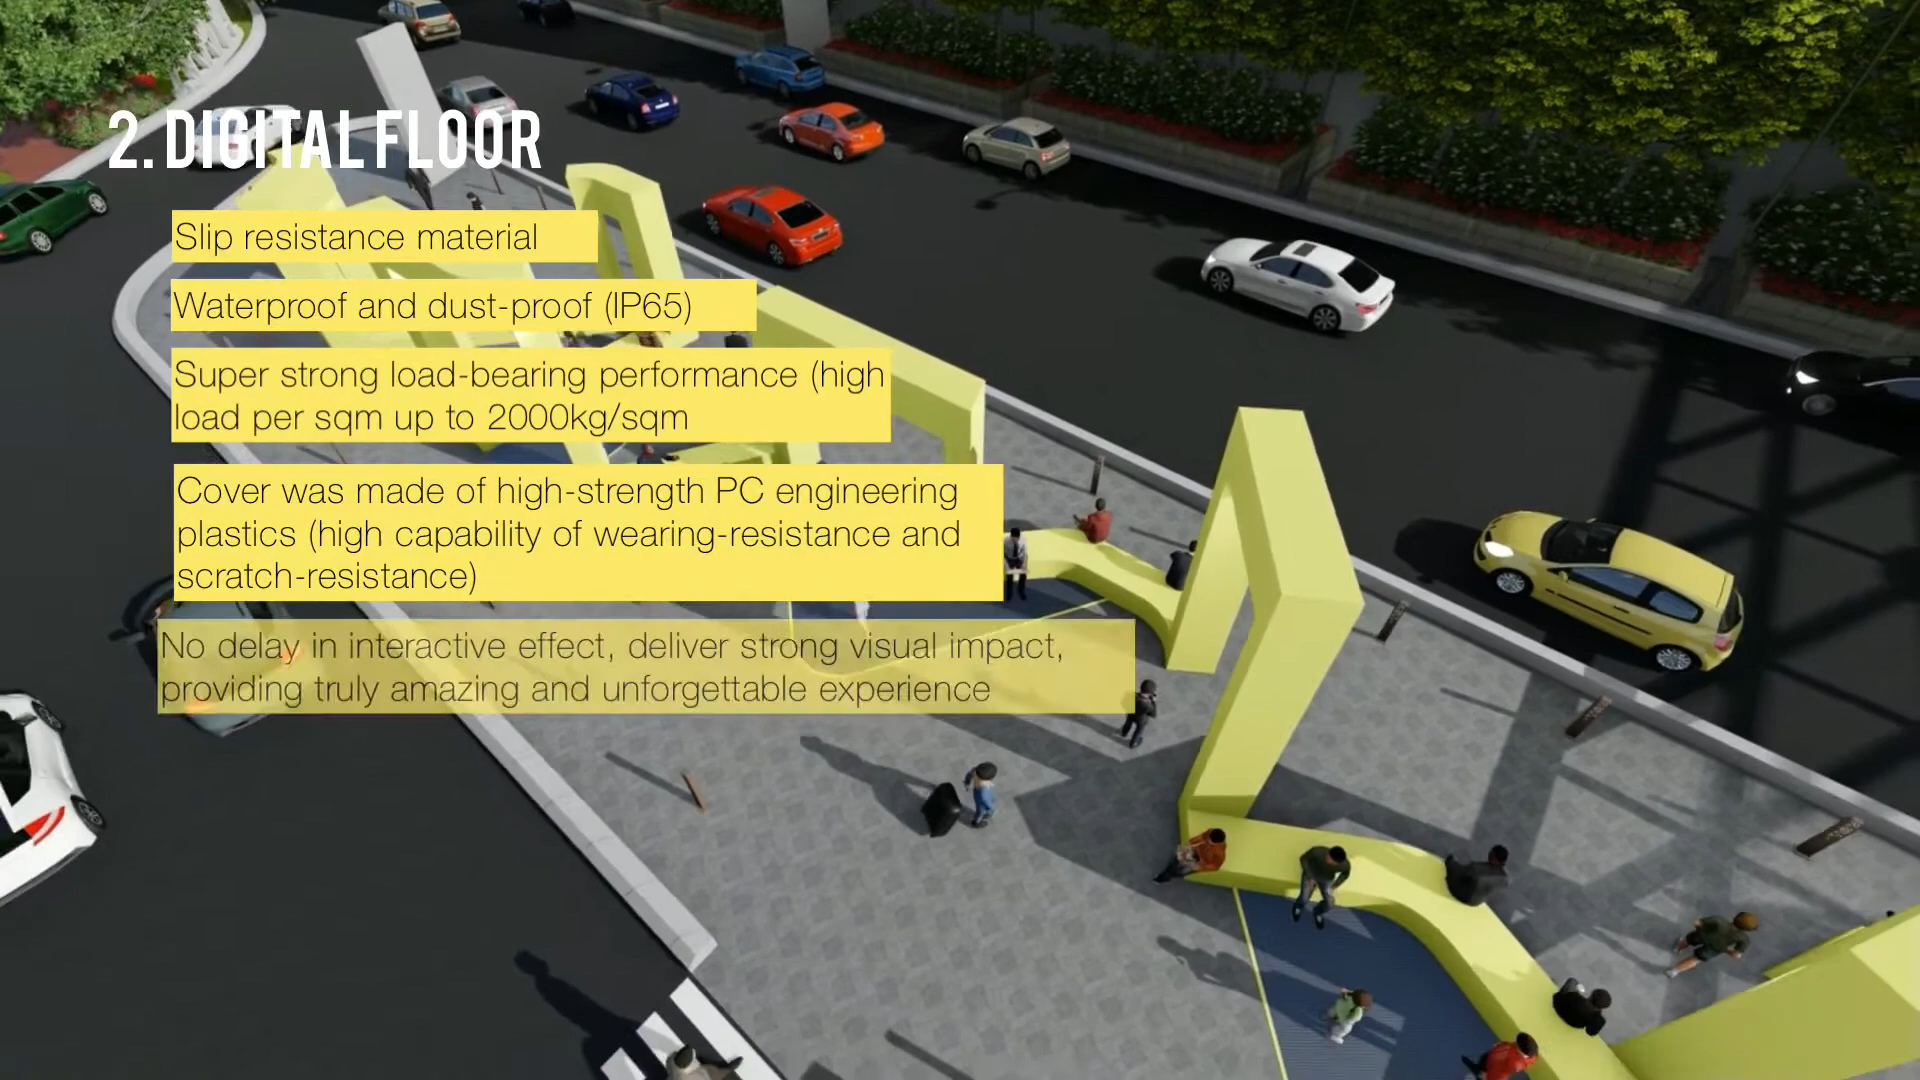 2. DIGITAL FLOOR
Slip resistance material
Waterproof and dust-proof (IP65)
Super strong load-bearing performance (high
load per sqm up to 2000kg/sqm
Cover was made of high-strength PC engineering
plastics (high capability of wearing-resistance and
scratch-resistance)
No delay in interactive effect, deliver strong visual impact,
providing truly amazing and unforgettable experience